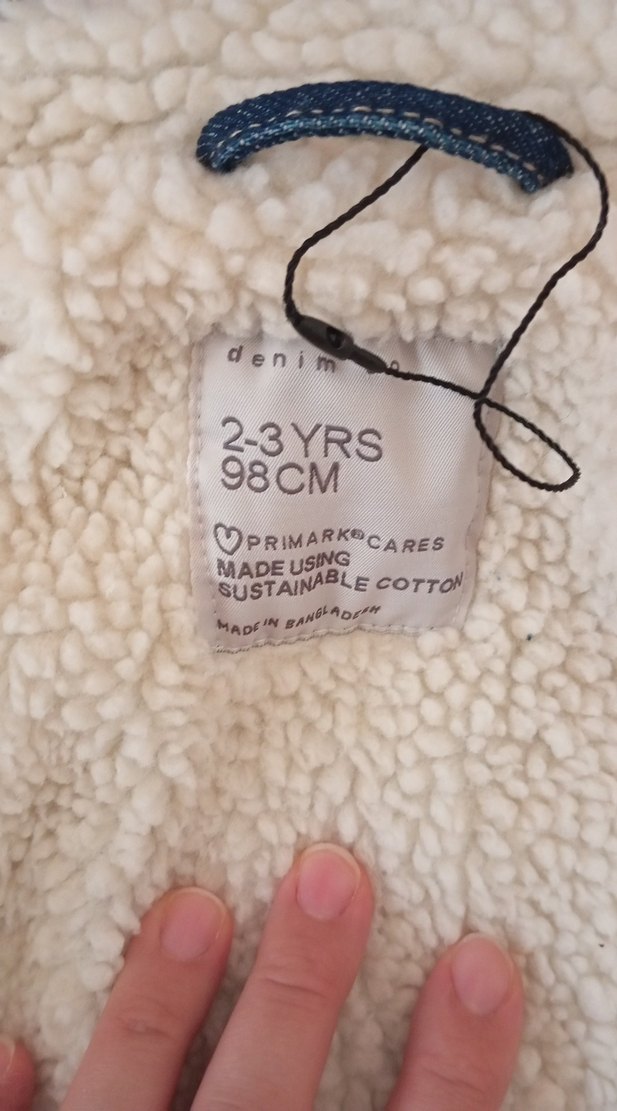 denim
2-3 YRS
98CM
PRIMARK® CARES
MADE USING
SUSTAINABLE COTTON
MADE IN BANGLADESH